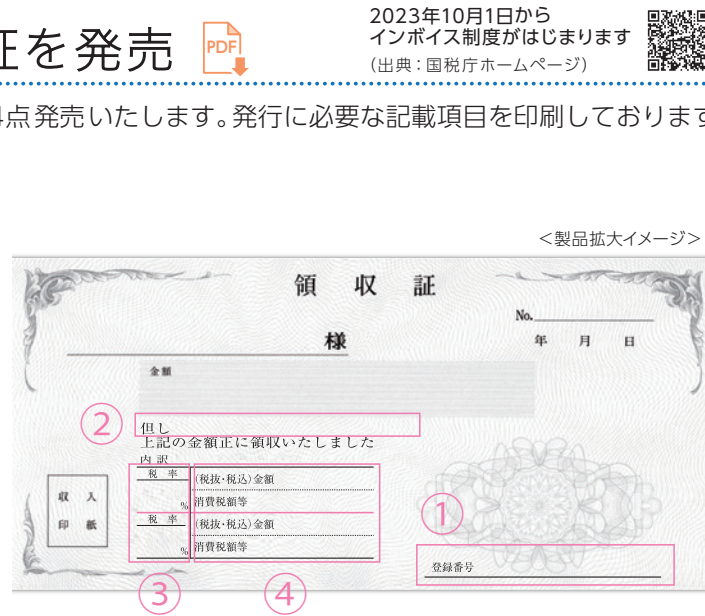 2023年10月1日から
証を発売
PDF
インボイス制度がはじまります
(出典:国税庁ホームページ)
点発売いたします。発行に必要な記載項目を印刷しております
<製品拡大イメージ>
領 収 証
No.
様
年 月 日
金額
②
但し
上記の金額正に領収いたしました
内訳
税 率
(税抜・税込)金額
%
消費税額等
収 入
印 紙
税 率
(税抜・税込)金額
%
消費税額等
①
登録番号
③
④